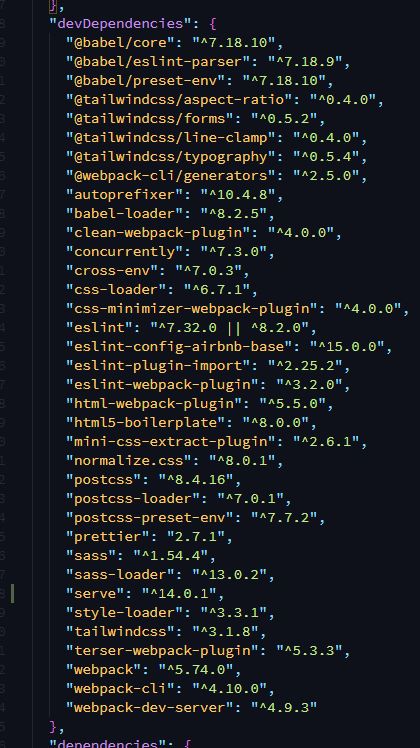 },
"devDependencies": {
"@babel/core": "^7.18.10",
"@babel/eslint-parser": "^7.18.9",
"@babel/preset-env": "^7.18.10",
"@tailwindcss/aspect-ratio": "^0.4.0",
"@tailwindcss/forms": "^0.5.2",
"@tailwindcss/line-clamp": "^0.4.0",
"@tailwindcss/typography": "^0.5.4",
"@webpack-cli/generators": "^2.5.0",
"autoprefixer": "^10.4.8",
"babel-loader": "^8.2.5",
"clean-webpack-plugin": "^4.0.0",
"concurrently": "^7.3.0",
"cross-env": "^7.0.3",
"css-loader": "^6.7.1",
"css-minimizer-webpack-plugin": "^4.0.0",
"eslint": "^7.32.0 || ^8.2.0",
"eslint-config-airbnb-base": "^15.0.0",
"eslint-plugin-import": "^2.25.2",
"eslint-webpack-plugin": "^3.2.0",
"html-webpack-plugin": "^5.5.0",
"html5-boilerplate": "^8.0.0",
"mini-css-extract-plugin": "^2.6.1",
"normalize.css": "^8.0.1",
"postcss": "^8.4.16",
"postcss-loader": "^7.0.1",
"postcss-preset-env": "^7.7.2",
"prettier": "2.7.1",
"sass": "^1.54.4",
"sass-loader": "^13.0.2",
"serve": "^14.0.1",
"style-loader": "^3.3.1",
"tailwindcss": "^3.1.8",
"terser-webpack-plugin": "^5.3.3",
"webpack": "^5.74.0",
"webpack-cli": "^4.10.0",
"webpack-dev-server": "^4.9.3"
},
"dependencies": {